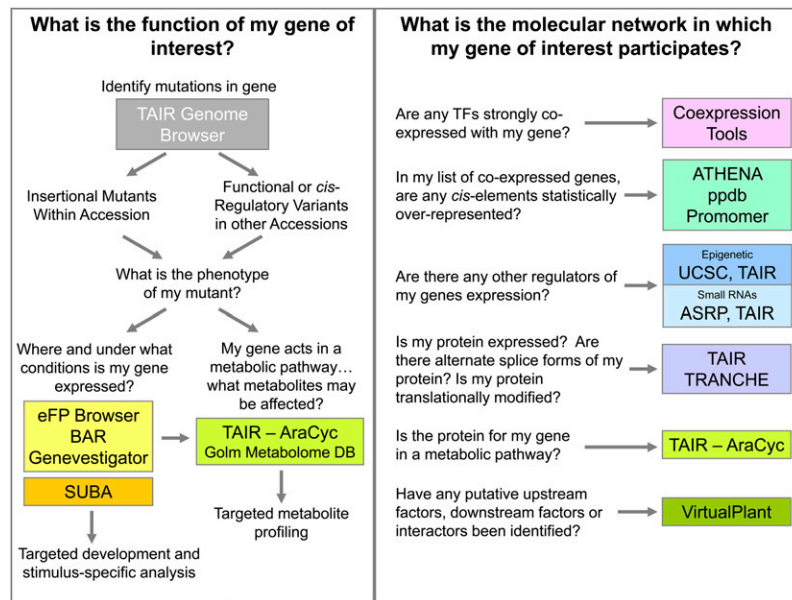 What is the function of my gene of
interest?
Identify mutations in gene
TAIR Genome
Browser
Insertional Mutants
Within Accession
Functional or cis-
Regulatory Variants
in other Accessions
What is the phenotype
of my mutant?
Where and under what
conditions is my gene
expressed?
My gene acts in a
metabolic pathway…
what metabolites may
be affected?
eFP Browser
BAR
Genevestigator
SUBA
TAIR – AraCyc
Golm Metabolome DB
Targeted development and
stimulus-specific analysis
Targeted metabolite
profiling
What is the molecular network in which
my gene of interest participates?
Are any TFs strongly co-
expressed with my gene?
Coexpression
Tools
In my list of co-expressed genes,
are any cis-elements statistically
over-represented?
ATHENA
ppdb
Promomer
Are there any other regulators of
my genes expression?
Epigenetic
UCSC, TAIR
Small RNAs
ASRP, TAIR
Is my protein expressed? Are
there alternate splice forms of my
protein? Is my protein
translationally modified?
TAIR
TRANCHE
Is the protein for my gene
in a metabolic pathway?
TAIR – AraCyc
Have any putative upstream
factors, downstream factors or
interactors been identified?
VirtualPlant